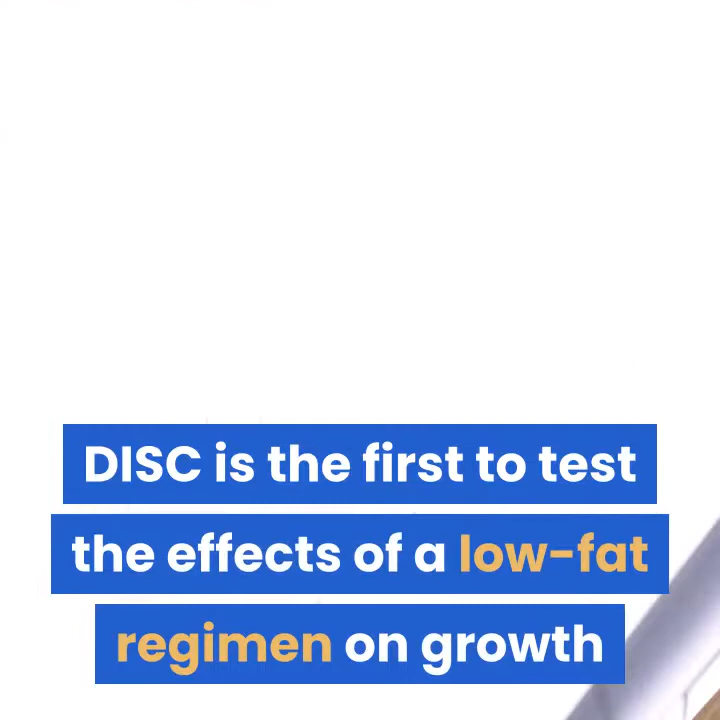 DISC is the first to test
the effects of a low-fat
regimen on growth